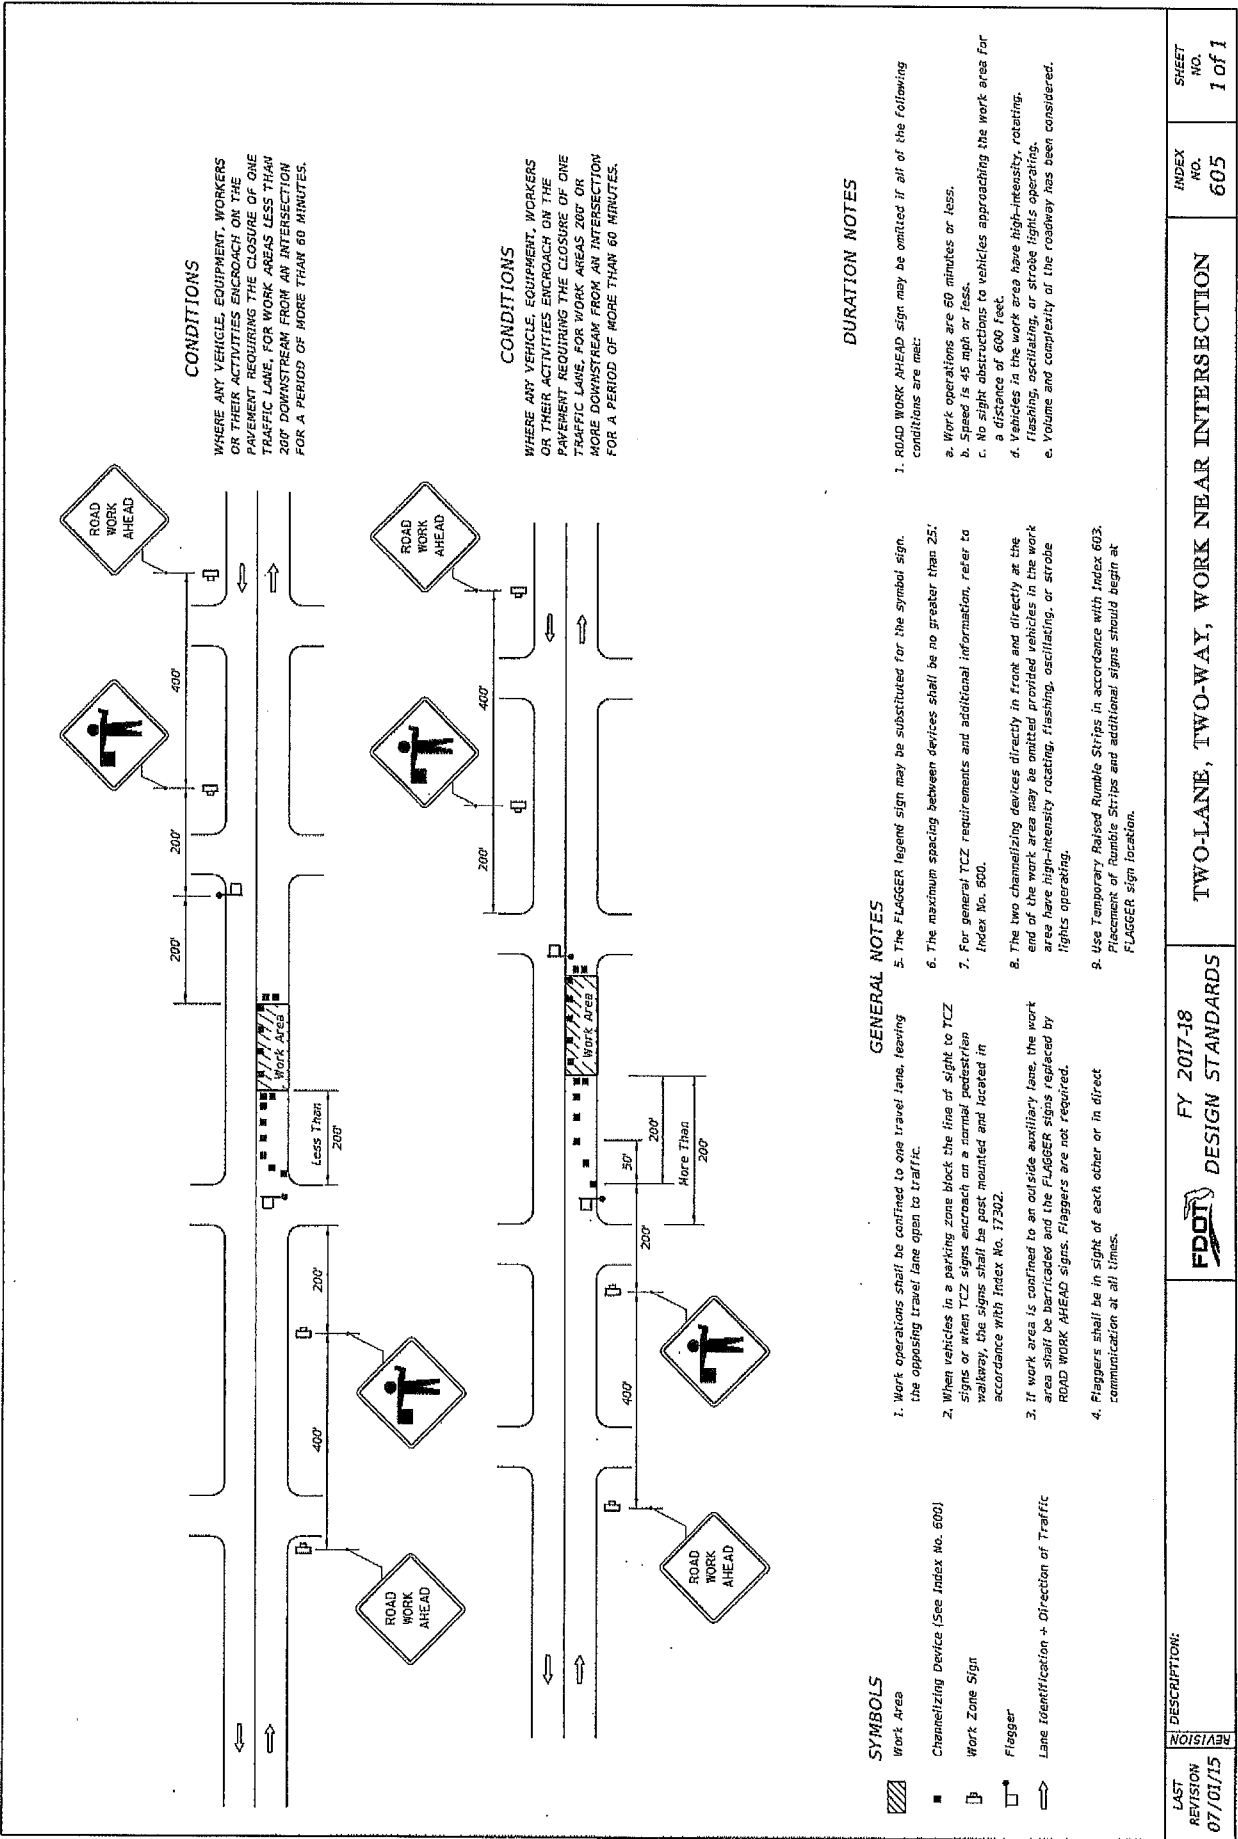 ROAD
WORK
AHEAD
400'
200'
200'
CONDITIONS
WHERE ANY VEHICLE, EQUIPMENT, WORKERS
OR THEIR ACTIVITIES ENCROACH ON THE
PAVEMENT REQUIRING THE CLOSURE OF ONE
TRAFFIC LANE, FOR WORK AREAS LESS THAN
200' DOWNSTREAM FROM AN INTERSECTION
FOR A PERIOD OF MORE THAN 60 MINUTES.
Work Area
Less Than
200'
200'
400'
ROAD
WORK
AHEAD
ROAD
WORK
AHEAD
400'
200'
CONDITIONS
WHERE ANY VEHICLE, EQUIPMENT, WORKERS
OR THEIR ACTIVITIES ENCROACH ON THE
PAVEMENT REQUIRING THE CLOSURE OF ONE
TRAFFIC LANE, FOR WORK AREAS 200' OR
MORE DOWNSTREAM FROM AN INTERSECTION
FOR A PERIOD OF MORE THAN 60 MINUTES.
Work Area
50'
200'
More Than
200'
200'
400'
ROAD
WORK
AHEAD
SYMBOLS
Work Area
Channelizing Device (See Index No. 600)
Work Zone Sign
Flagger
Lane Identification + Direction of Traffic
GENERAL NOTES
1. Work operations shall be confined to one travel lane, leaving
the opposing travel lane open to traffic.
2. When vehicles in a parking zone block the line of sight to TCZ
signs or when TCZ signs encroach on a normal pedestrian
walkway, the signs shall be post mounted and located in
accordance with Index No. 17302.
3. If work area is confined to an outside auxiliary lane, the work
area shall be barricaded and the FLAGGER signs replaced by
ROAD WORK AHEAD signs. Flaggers are not required.
4. Flaggers shall be in sight of each other or in direct
communication at all times.
5. The FLAGGER legend sign may be substituted for the symbol sign.
6. The maximum spacing between devices shall be no greater than 25'.
7. For general TCZ requirements and additional information, refer to
Index No. 600.
8. The two channelizing devices directly in front and directly at the
end of the work area may be omitted provided vehicles in the work
area have high-intensity rotating, flashing, oscillating, or strobe
lights operating.
9. Use Temporary Raised Rumble Strips in accordance with Index 603.
Placement of Rumble Strips and additional signs should begin at
FLAGGER sign location.
DURATION NOTES
1. ROAD WORK AHEAD sign may be omitted if all of the following
conditions are met:
a. Work operations are 60 minutes or less.
b. Speed is 45 mph or less.
c. No sight obstructions to vehicles approaching the work area for
a distance of 600 feet.
d. Vehicles in the work area have high-intensity, rotating,
flashing, oscillating, or strobe lights operating.
e. Volume and complexity of the roadway has been considered.
LAST
REVISION
07/01/15
REVISION
DESCRIPTION:
FDOT
FY 2017-18
DESIGN STANDARDS
TWO-LANE, TWO-WAY, WORK NEAR INTERSECTION
INDEX
NO.
605
SHEET
NO.
1 of 1